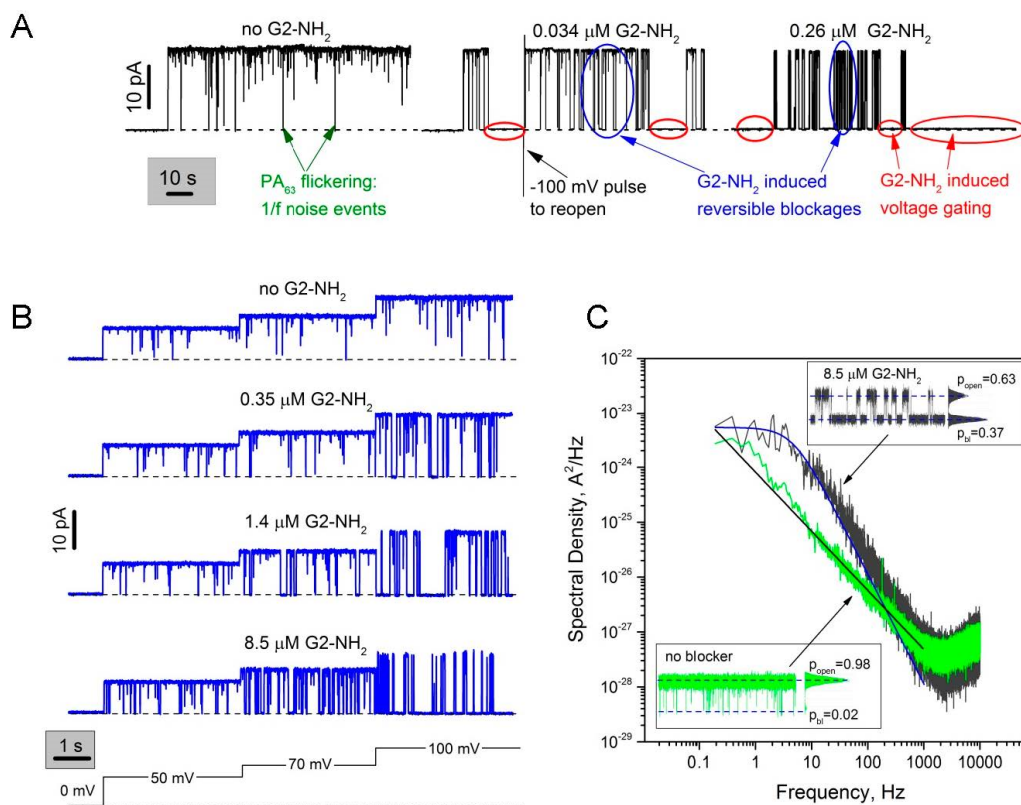 A
no G2-NH₂
0.034 μM G2-NH₂
0.26 μM G2-NH₂
10 pA
10 s
PA₆₃ flickering:
1/f noise events
-100 mV pulse
to reopen
G2-NH₂ induced
reversible blockages
G2-NH₂ induced
voltage gating
B
no G2-NH₂
0.35 μM G2-NH₂
10 pA
1.4 μM G2-NH₂
8.5 μM G2-NH₂
1 s
0 mV
50 mV
70 mV
100 mV
C
Spectral Density, A²/Hz
10⁻²²
10⁻²³
10⁻²⁴
10⁻²⁵
10⁻²⁶
10⁻²⁷
10⁻²⁸
10⁻²⁹
8.5 μM G2-NH₂
p_open=0.63
p_bl=0.37
no blocker
p_open=0.98
p_bl=0.02
0.1 1 10 100 1000 10000
Frequency, Hz